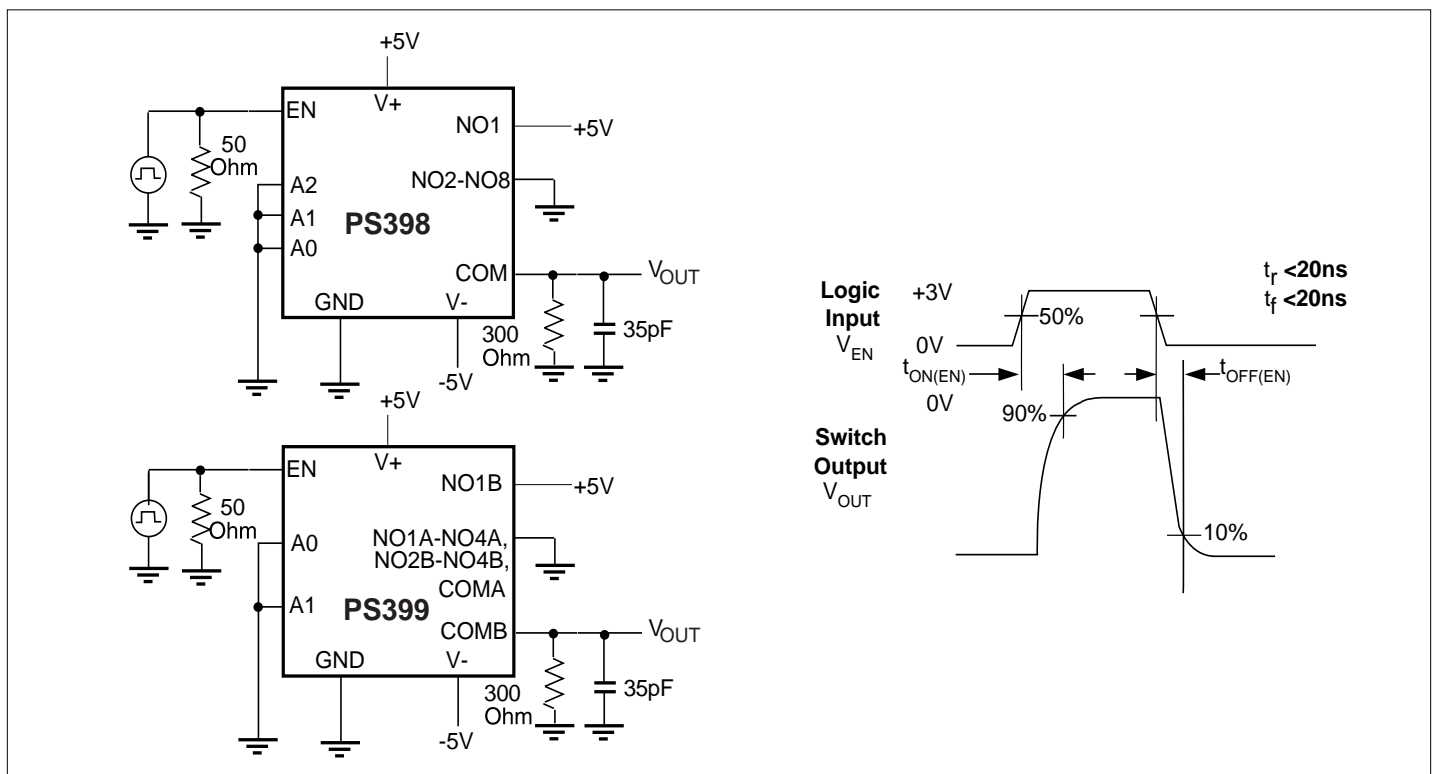 +5V
EN
V+
NO1
+5V
50
Ohm
NO2-NO8
A2
A1
A0
PS398
COM
VOUT
GND
V-
300
Ohm
35pF
-5V
+5V
EN
V+
NO1B
+5V
50
Ohm
NO1A-NO4A,
NO2B-NO4B,
COMA
A0
A1
PS399
COMB
VOUT
GND
V-
300
Ohm
35pF
-5V
Logic
Input
VEN
+3V
50%
0V
tr <20ns
tf <20ns
tON(EN)
tOFF(EN)
0V
90%
Switch
Output
VOUT
10%